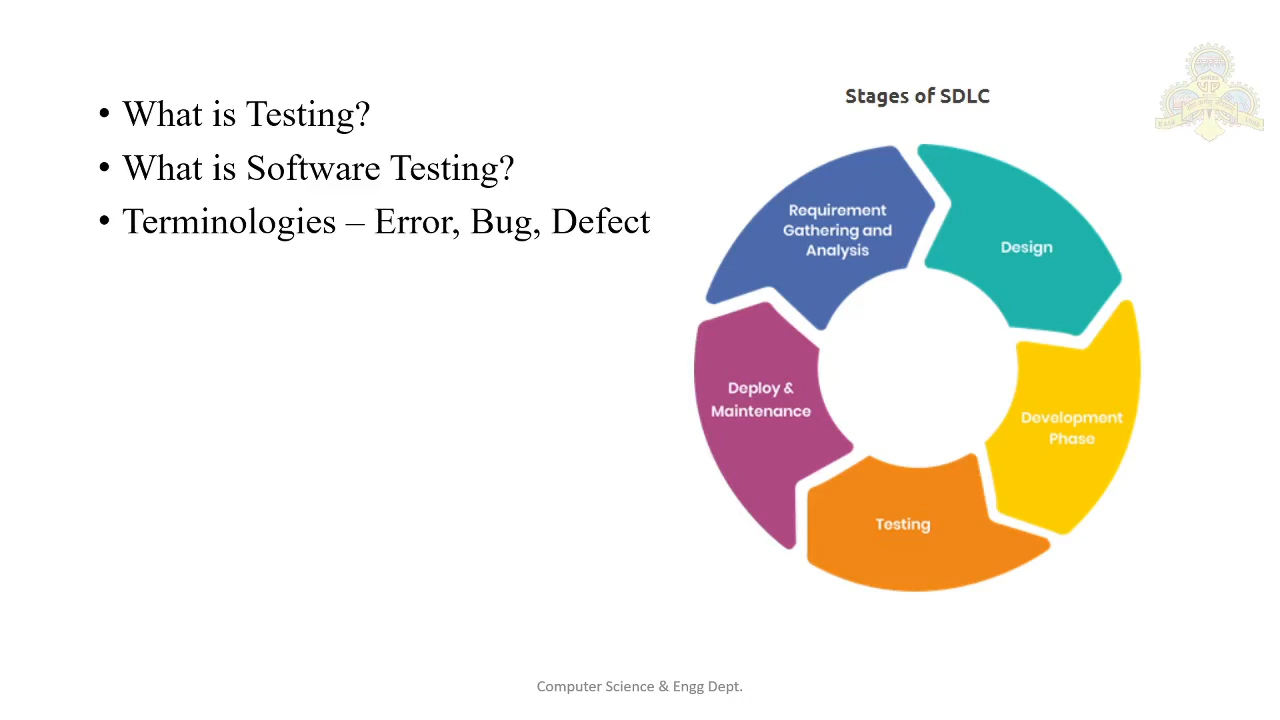 • What is Testing?
• What is Software Testing?
• Terminologies – Error, Bug, Defect
Stages of SDLC
Requirement
Gathering and
Analysis
Design
Development
Phase
Testing
Deploy &
Maintenance
Computer Science & Engg Dept.